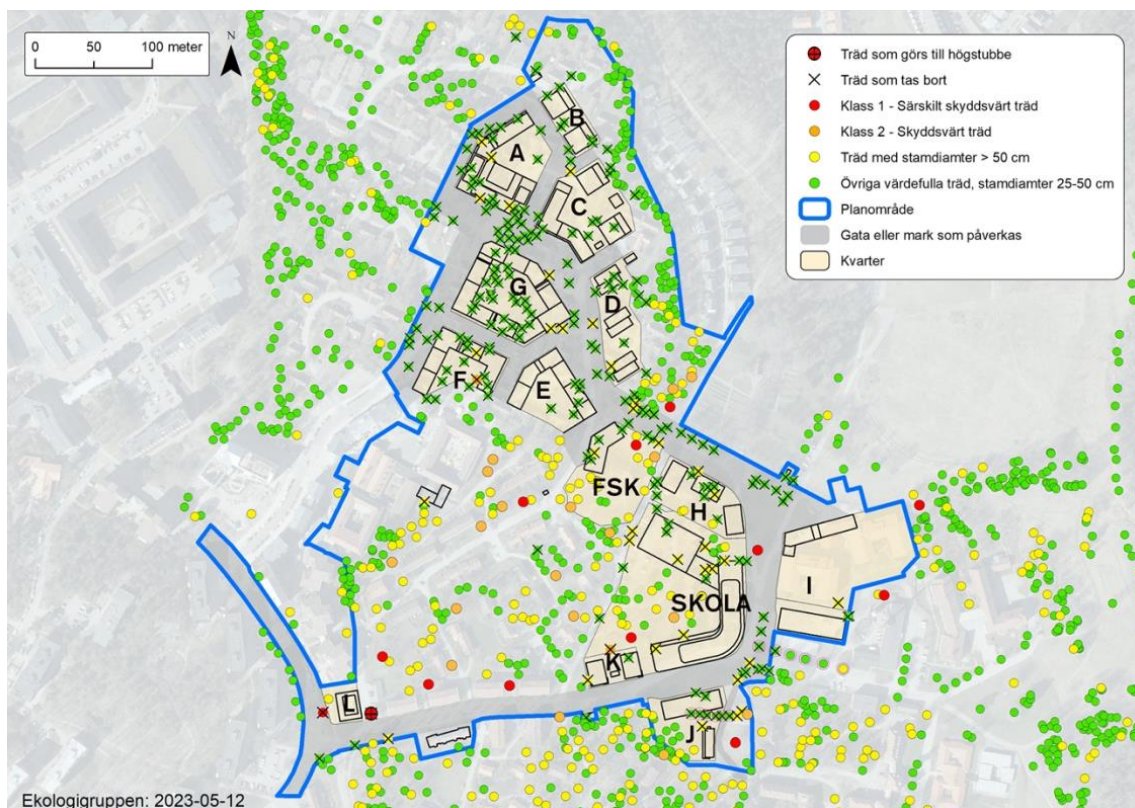 0 50 100 meter
N
Träd som görs till högstubbe
Träd som tas bort
Klass 1 - Särskilt skyddsvärt träd
Klass 2 - Skyddsvärt träd
Träd med stamdiamter > 50 cm
Övriga värdefulla träd, stamdiamter 25-50 cm
Planområde
Gata eller mark som påverkas
Kvarter
B
A
C
G
D
F
E
FSK
H
I
SKOLA
K
L
J
Ekologigruppen: 2023-05-12